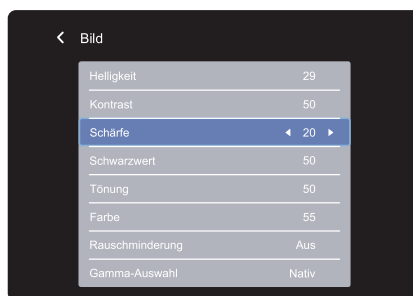 Bild
Helligkeit 29
Kontrast 50
Schärfe 20
Schwarzwert 50
Tönung 50
Farbe 55
Rauschminderung Aus
Gamma-Auswahl Nativ